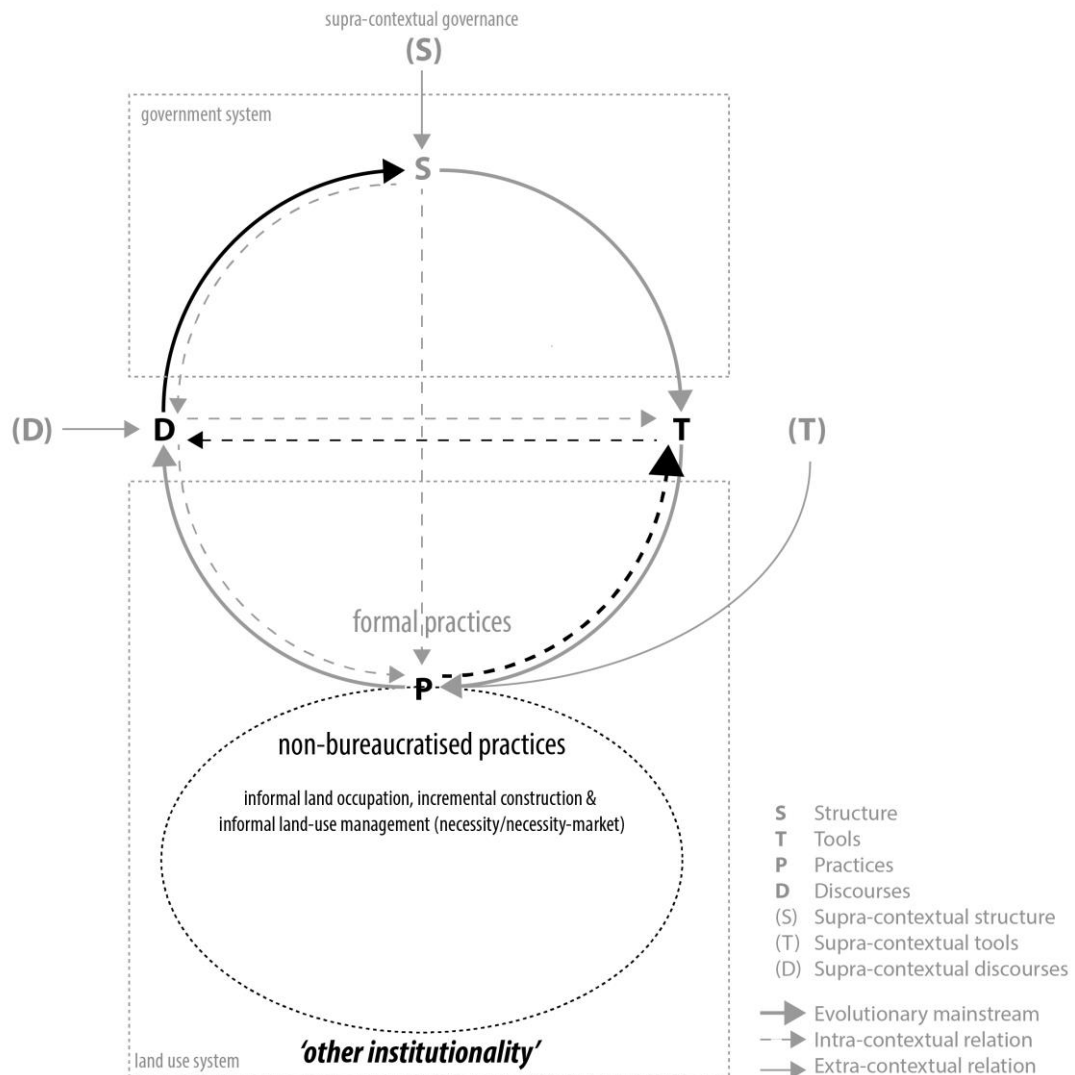 supra-contextual governance
(S)
government system
S
(D)
D
T
(T)
formal practices
P
non-bureaucratised practices
informal land occupation, incremental construction &
informal land-use management (necessity/necessity-market)
'other institutionality'
land use system
S Structure
T Tools
P Practices
D Discourses
(S) Supra-contextual structure
(T) Supra-contextual tools
(D) Supra-contextual discourses
Evolutionary mainstream
Intra-contextual relation
Extra-contextual relation